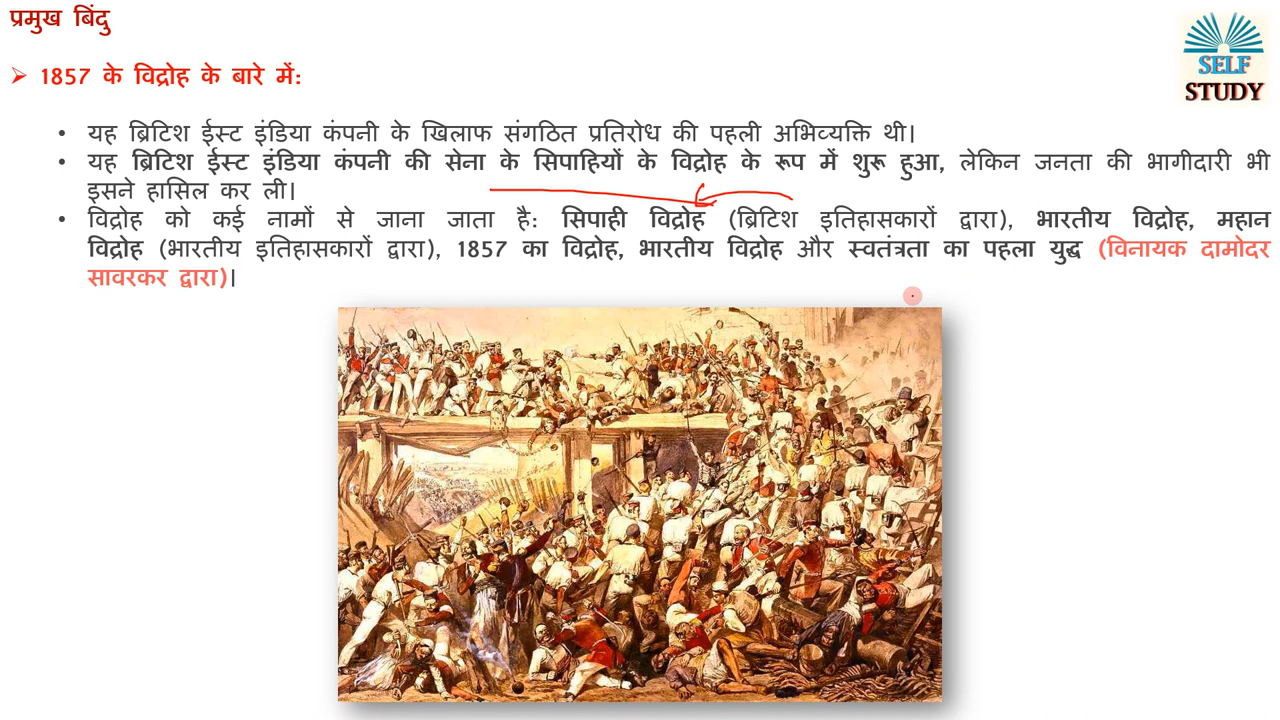 प्रमुख बिंदु
SELF
STUDY
➢ 1857 के विद्रोह के बारे में:
• यह ब्रिटिश ईस्ट इंडिया कंपनी के खिलाफ संगठित प्रतिरोध की पहली अभिव्यक्ति थी।
• यह ब्रिटिश ईस्ट इंडिया कंपनी की सेना के सिपाहियों के विद्रोह के रूप में शुरू हुआ, लेकिन जनता की भागीदारी भी
इसने हासिल कर ली।
• विद्रोह को कई नामों से जाना जाता है: सिपाही विद्रोह (ब्रिटिश इतिहासकारों द्वारा), भारतीय विद्रोह, महान
विद्रोह (भारतीय इतिहासकारों द्वारा), 1857 का विद्रोह, भारतीय विद्रोह और स्वतंत्रता का पहला युद्ध (विनायक दामोदर
सावरकर द्वारा)।